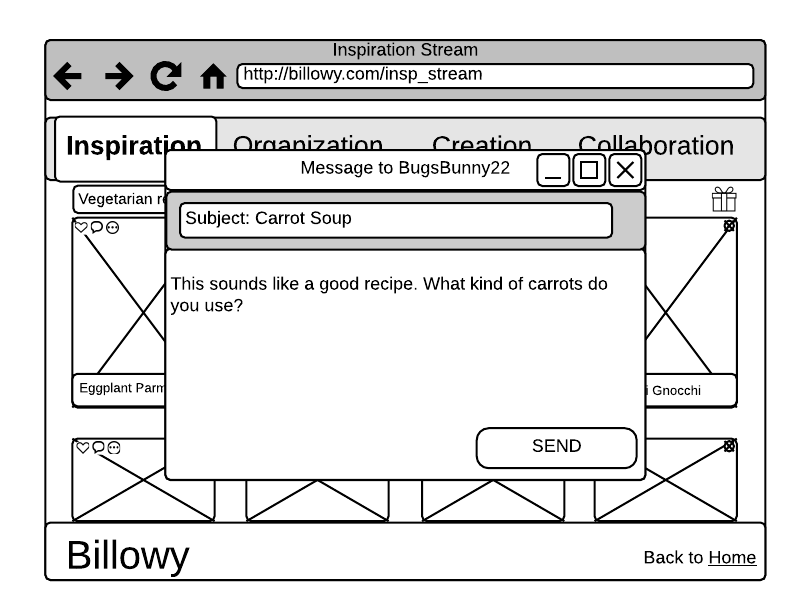 Inspiration Stream
http://billowy.com/insp_stream
Inspiration Organization Creation Collaboration
Message to BugsBunny22
Vegetarian
Subject: Carrot Soup
This sounds like a good recipe. What kind of carrots do
you use?
Eggplant Parm
Gnocchi
SEND
Billowy
Back to Home